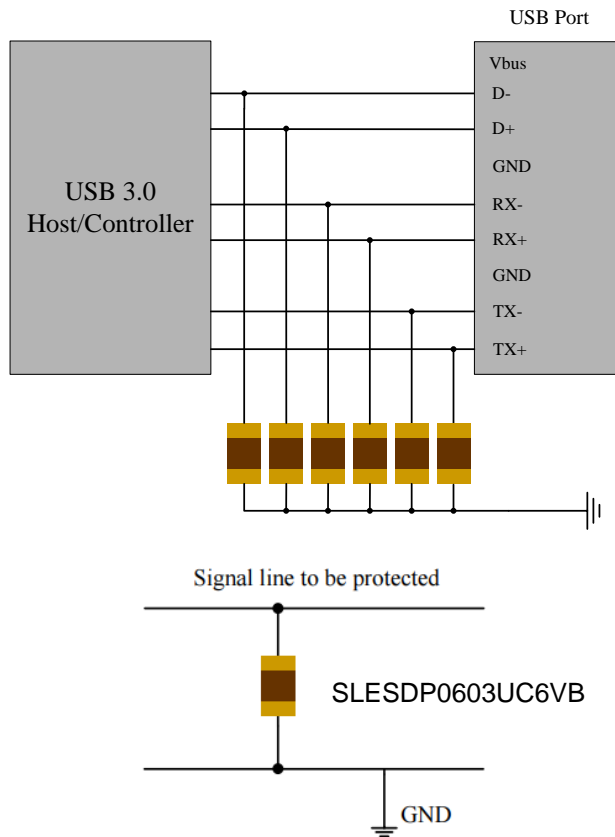 USB Port
Vbus
D-
D+
GND
USB 3.0
Host/Controller
RX-
RX+
GND
TX-
TX+
Signal line to be protected
SLESDP0603UC6VB
GND